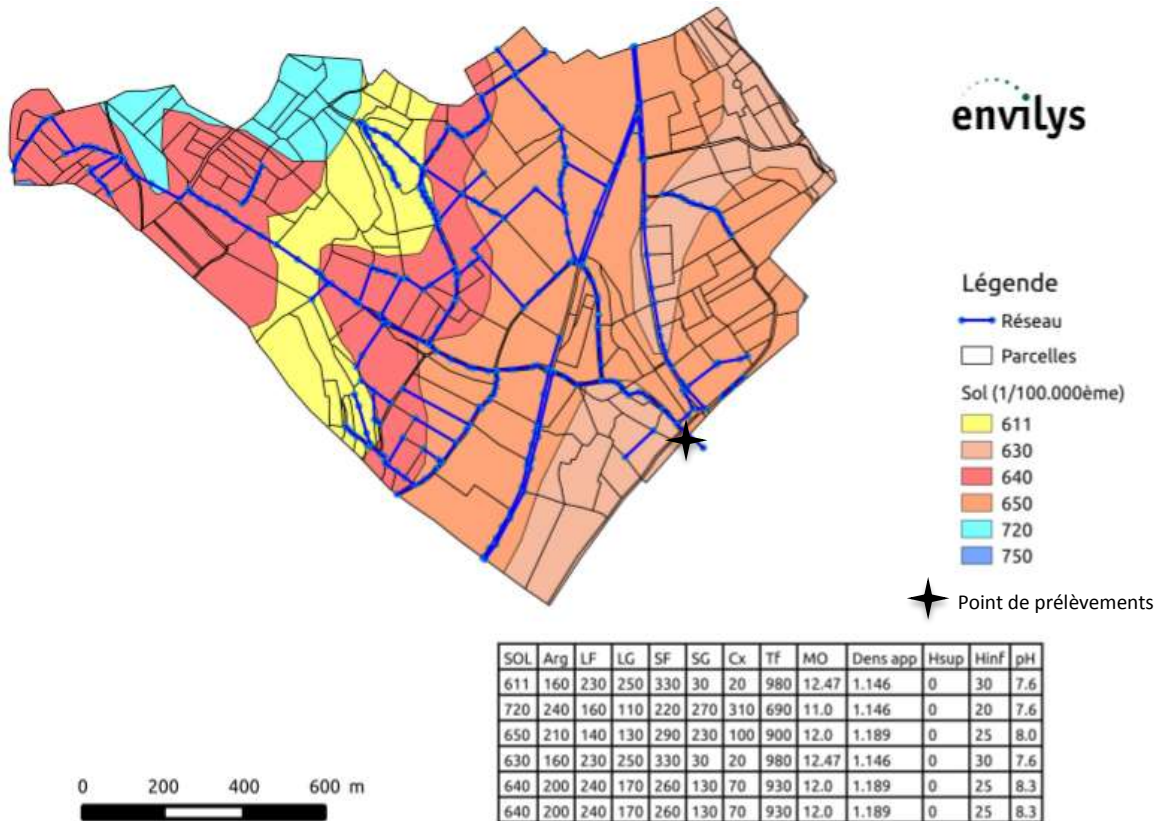 envilys
Légende
Réseau
Parcelles
Sol (1/100.000ème)
611
630
640
650
720
750
Point de prélèvements
SOL Arg LF LG SF SG Cx Tf MO Dens app Hsup Hinf pH
611 160 230 250 330 30 20 980 12.47 1.146 0 30 7.6
720 240 160 110 220 270 310 690 11.0 1.146 0 20 7.6
650 210 140 130 290 230 100 900 12.0 1.189 0 25 8.0
630 160 230 250 330 30 20 980 12.47 1.146 0 30 7.6
640 200 240 170 260 130 70 930 12.0 1.189 0 25 8.3
640 200 240 170 260 130 70 930 12.0 1.189 0 25 8.3
0 200 400 600 m